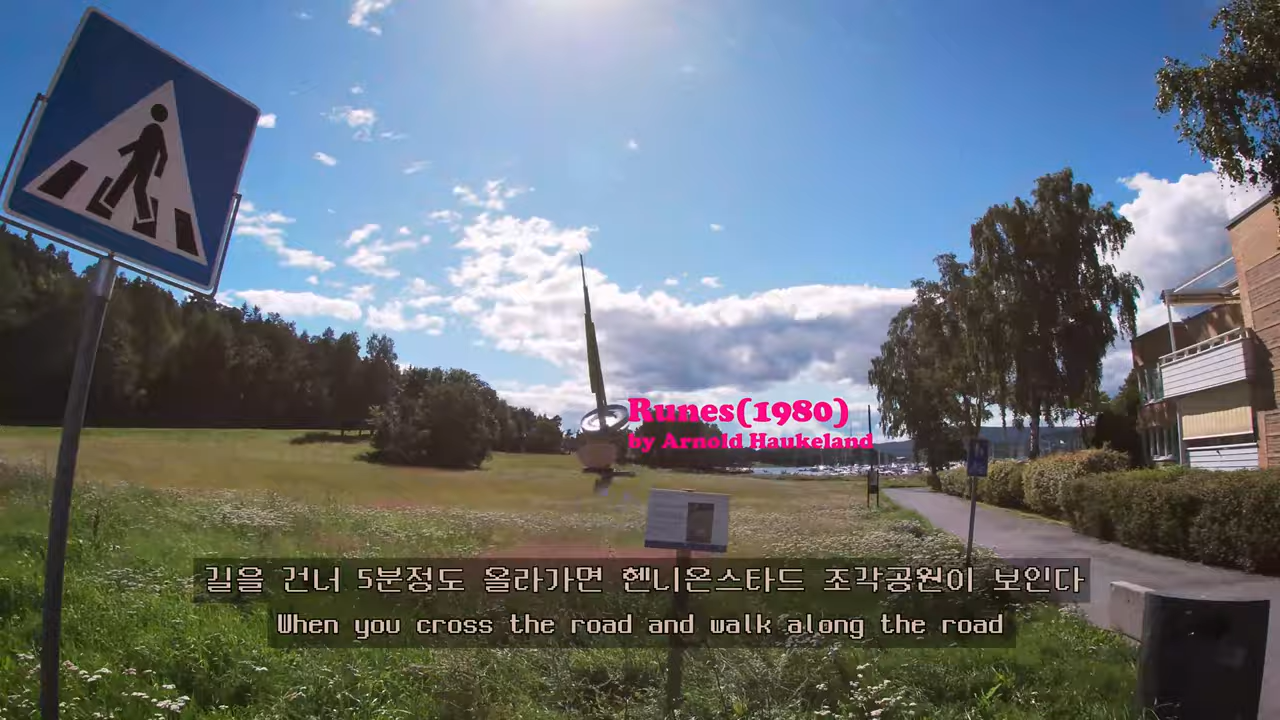 Runes(1980)
by Arnold Haukeland
길을 건너 5분정도 올라가면 헨니온스타드 조각공원이 보인다
When you cross the road and walk along the road